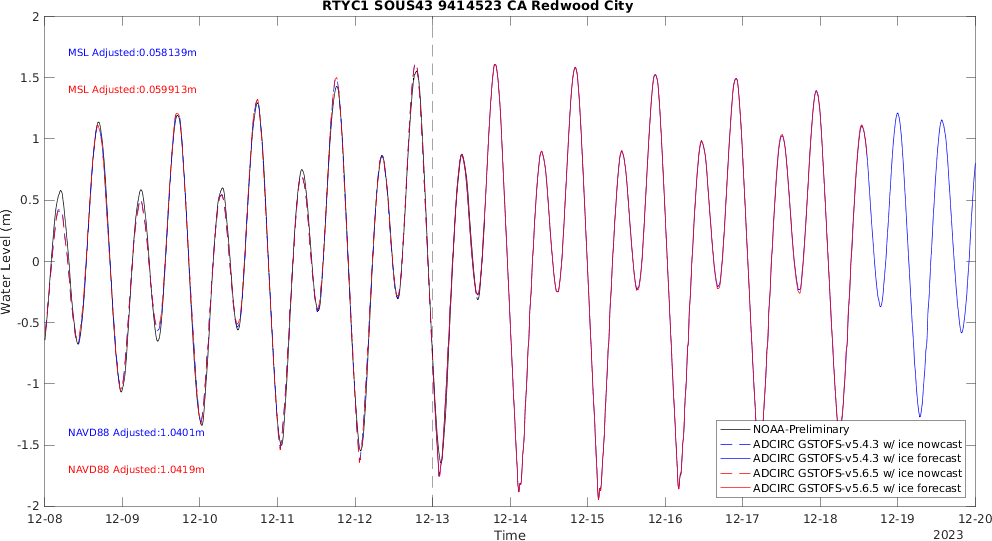 RTYC1 SOUS43 9414523 CA Redwood City
2
1.5
1
0.5
0
-0.5
-1
-1.5
-2
Water Level (m)
MSL Adjusted:0.058139m
MSL Adjusted:0.059913m
NAVD88 Adjusted:1.0401m
NAVD88 Adjusted:1.0419m
NOAA-Preliminary
ADCIRC GSTOFS-v5.4.3 w/ ice nowcast
ADCIRC GSTOFS-v5.4.3 w/ ice forecast
ADCIRC GSTOFS-v5.6.5 w/ ice nowcast
ADCIRC GSTOFS-v5.6.5 w/ ice forecast
12-08 12-09 12-10 12-11 12-12 12-13 12-14 12-15 12-16 12-17 12-18 12-19 12-20
Time
2023